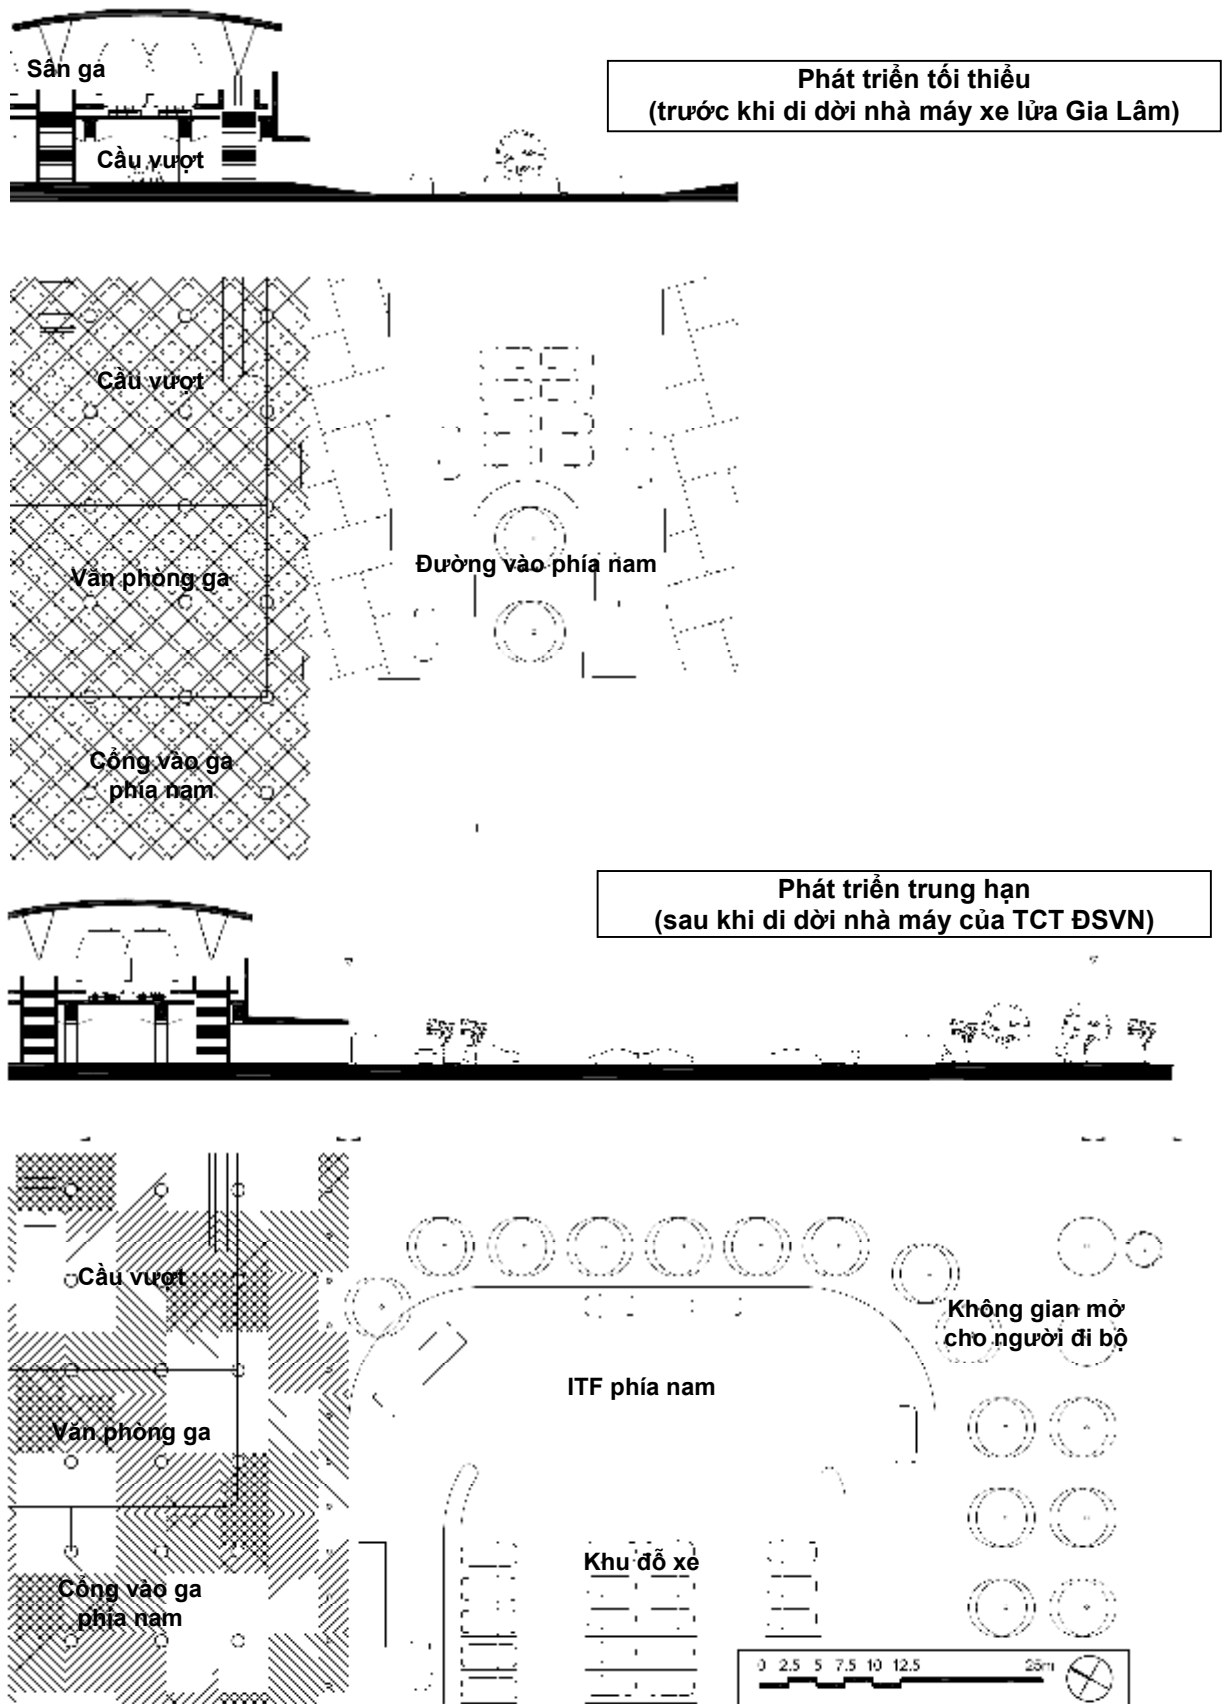 Sân ga
Phát triển tối thiểu
(trước khi di dời nhà máy xe lửa Gia Lâm)
Cầu vượt
Cầu vượt
Văn phòng ga
Đường vào phía nam
Cổng vào ga
phía nam
Phát triển trung hạn
(sau khi di dời nhà máy của TCT ĐSVN)
Cầu vượt
Không gian mở
cho người đi bộ
ITF phía nam
Văn phòng ga
Khu đỗ xe
Cổng vào ga
phía nam
0 2.5 5 7.5 10 12.5 25m